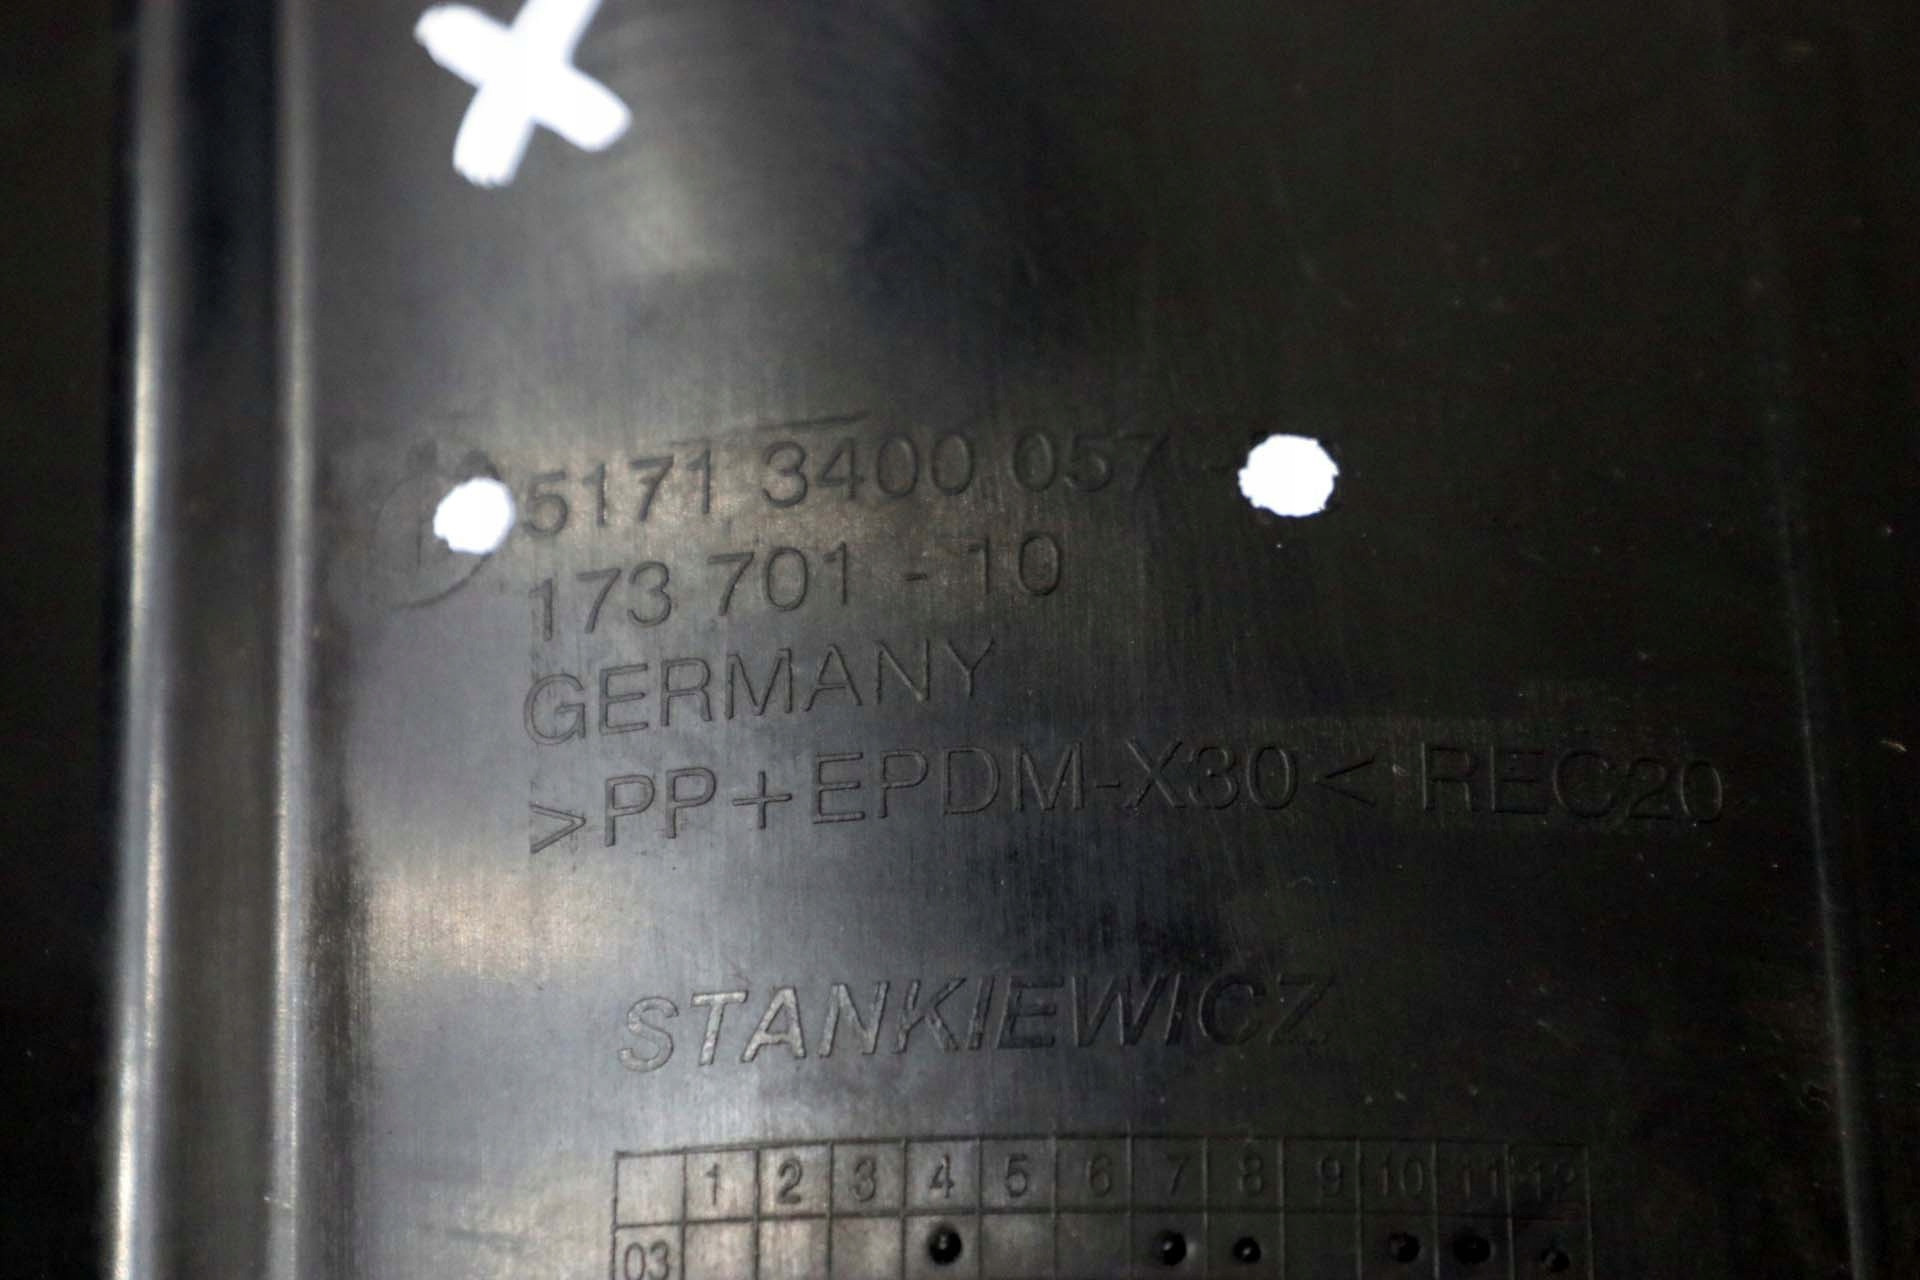 5171 3400 057 -
173 701 - 10
GERMANY
>PP+EPDM-X30< REC20
STANKIEWICZ
1 2 3 4 5 6 7 8 9 10 11 12
03